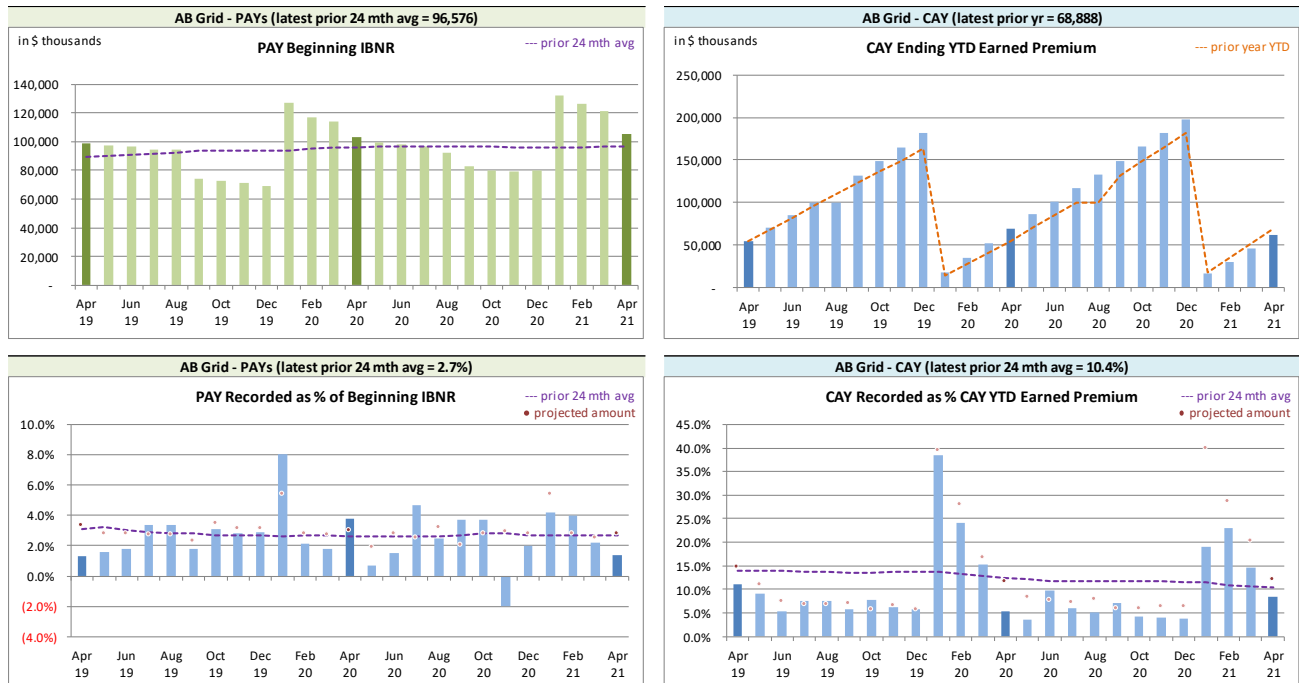 AB Grid - PAYs (latest prior 24 mth avg = 96,576)
in $ thousands
PAY Beginning IBNR
--- prior 24 mth avg
140,000
120,000
100,000
80,000
60,000
40,000
20,000
-
Apr Jun Aug Oct Dec Feb Apr Jun Aug Oct Dec Feb Apr
19 19 19 19 19 20 20 20 20 20 20 21 21
AB Grid - CAY (latest prior yr = 68,888)
in $ thousands
CAY Ending YTD Earned Premium
--- prior year YTD
250,000
200,000
150,000
100,000
50,000
-
Apr Jun Aug Oct Dec Feb Apr Jun Aug Oct Dec Feb Apr
19 19 19 19 19 20 20 20 20 20 20 21 21
AB Grid - PAYs (latest prior 24 mth avg = 2.7%)
PAY Recorded as % of Beginning IBNR
--- prior 24 mth avg
• projected amount
10.0%
8.0%
6.0%
4.0%
2.0%
0.0%
(2.0%)
(4.0%)
Apr Jun Aug Oct Dec Feb Apr Jun Aug Oct Dec Feb Apr
19 19 19 19 19 20 20 20 20 20 20 21 21
AB Grid - CAY (latest prior 24 mth avg = 10.4%)
CAY Recorded as % CAY YTD Earned Premium
--- prior 24 mth avg
• projected amount
45.0%
40.0%
35.0%
30.0%
25.0%
20.0%
15.0%
10.0%
5.0%
0.0%
Apr Jun Aug Oct Dec Feb Apr Jun Aug Oct Dec Feb Apr
19 19 19 19 19 20 20 20 20 20 20 21 21